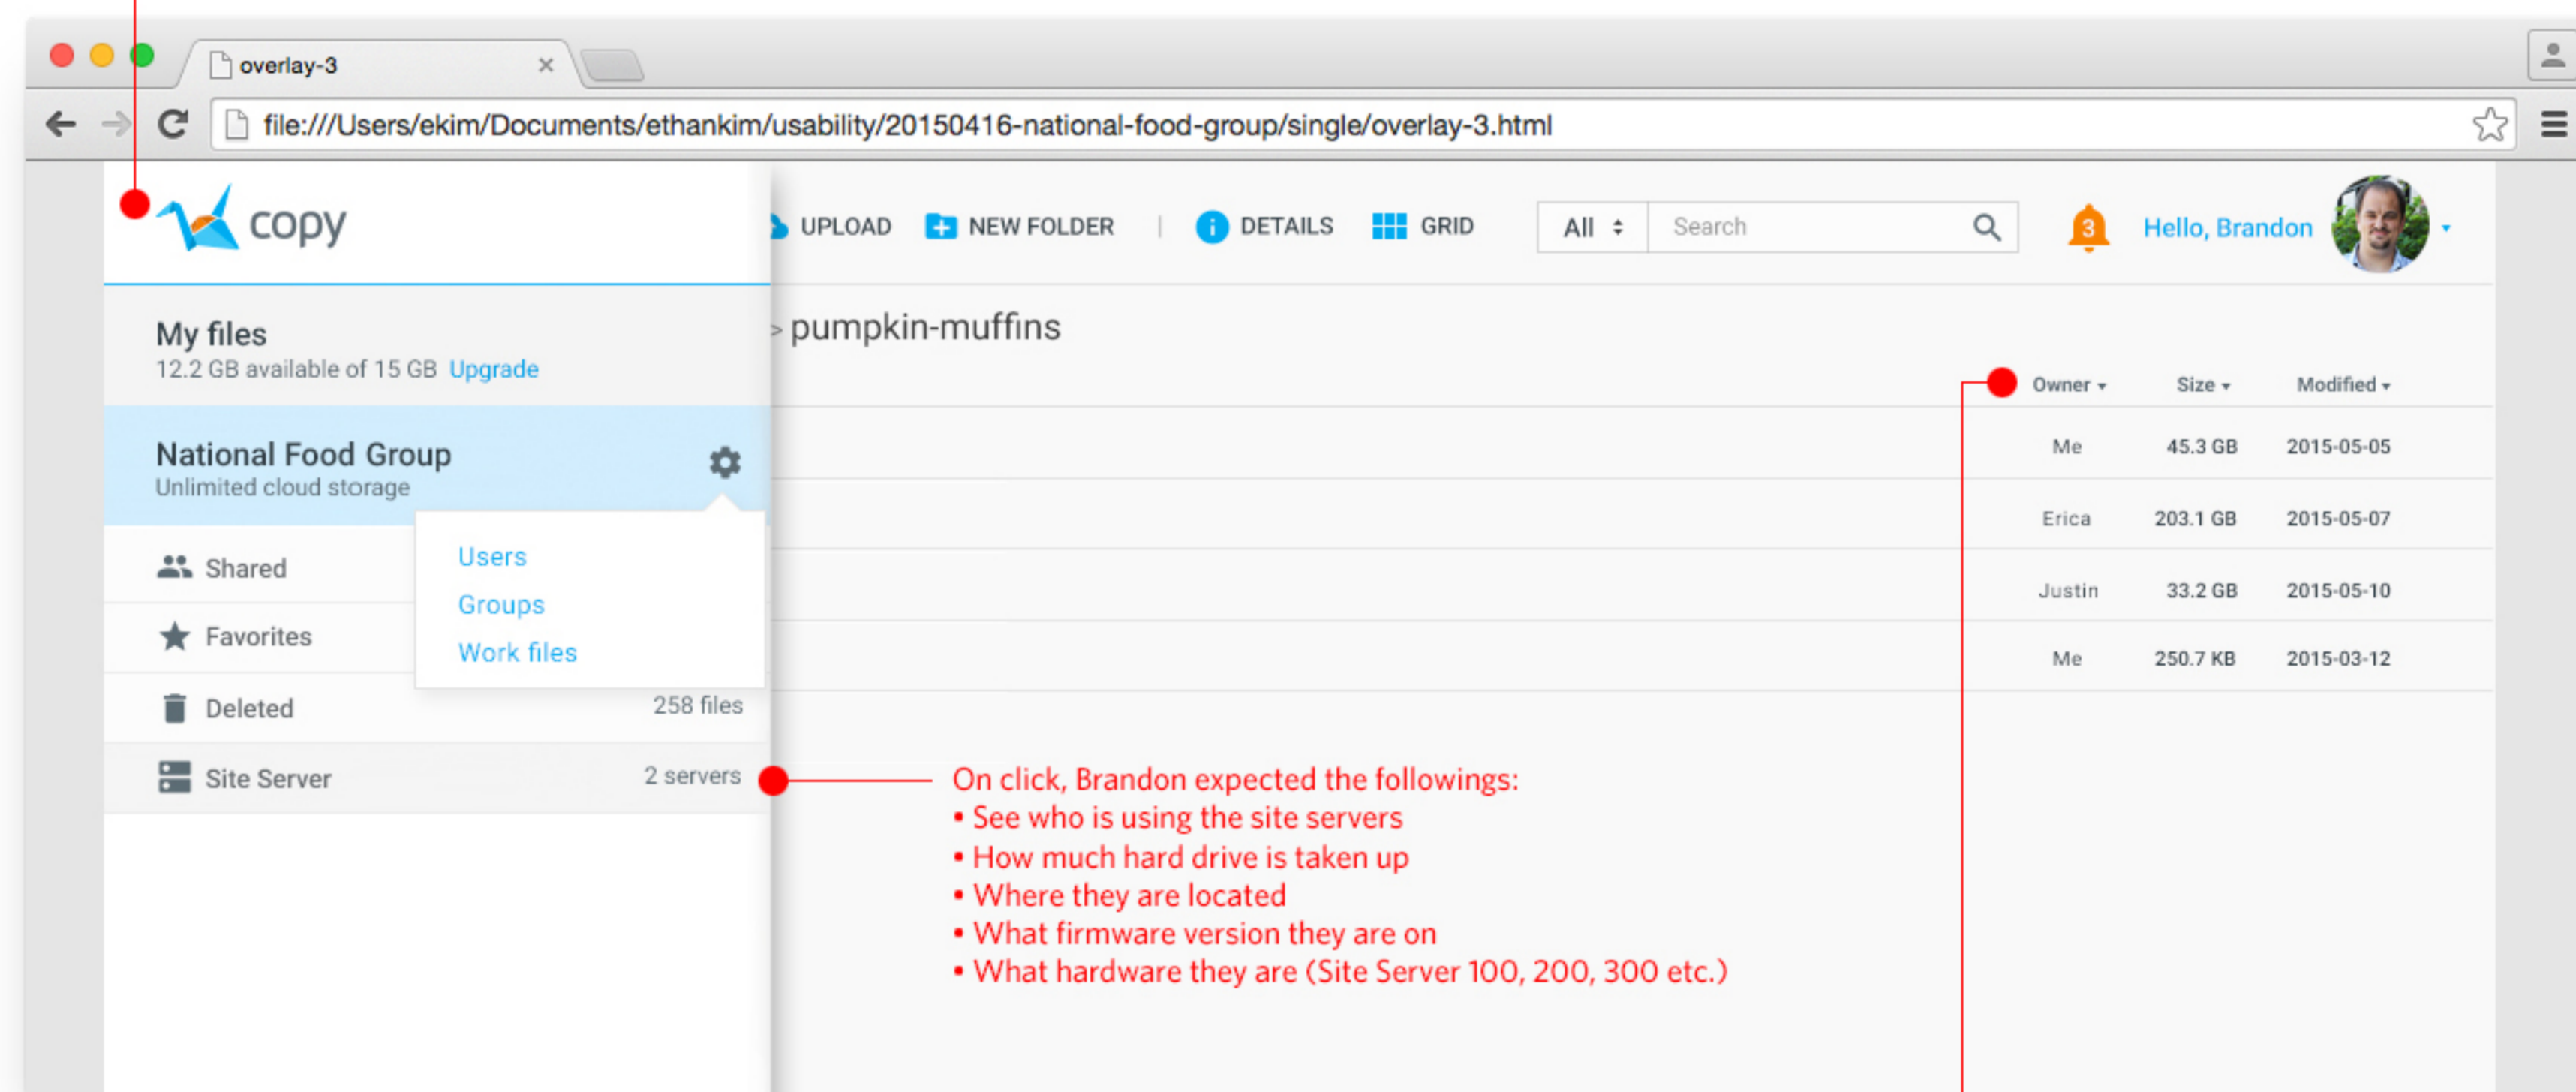 overlay-3
file:///Users/ekim/Documents/ethankim/usability/20150416-national-food-group/single/overlay-3.html
copy
UPLOAD NEW FOLDER | DETAILS GRID All Search 3 Hello, Brandon
My files
12.2 GB available of 15 GB Upgrade
> pumpkin-muffins
Owner Size Modified
National Food Group
Unlimited cloud storage
Me 45.3 GB 2015-05-05
Erica 203.1 GB 2015-05-07
Justin 33.2 GB 2015-05-10
Me 250.7 KB 2015-03-12
Users
Groups
Work files
Shared
Favorites
Deleted 258 files
Site Server 2 servers
On click, Brandon expected the followings:
• See who is using the site servers
• How much hard drive is taken up
• Where they are located
• What firmware version they are on
• What hardware they are (Site Server 100, 200, 300 etc.)